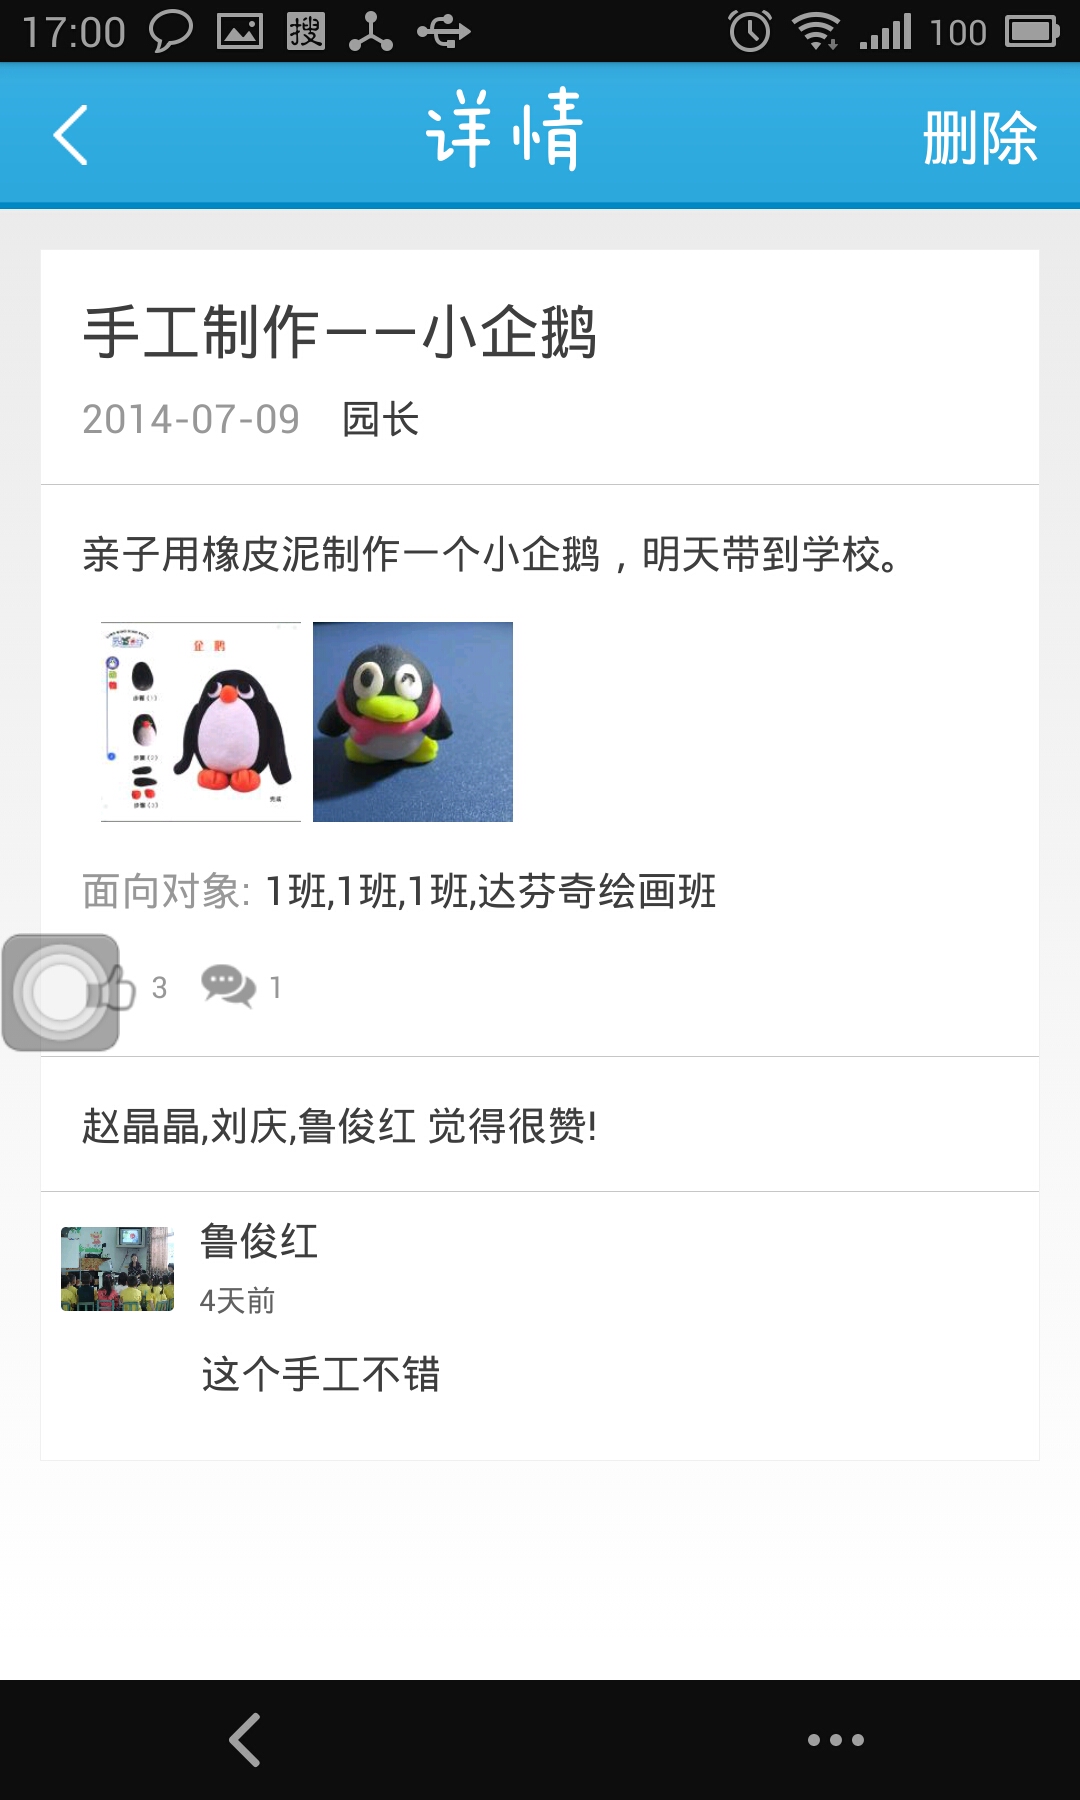 17:00 搜 100
详情 删除
手工制作——小企鹅
2014-07-09 园长
亲子用橡皮泥制作一个小企鹅，明天带到学校。
企鹅
面向对象: 1班,1班,1班,达芬奇绘画班
3 1
赵晶晶,刘庆,鲁俊红 觉得很赞!
鲁俊红
4天前
这个手工不错